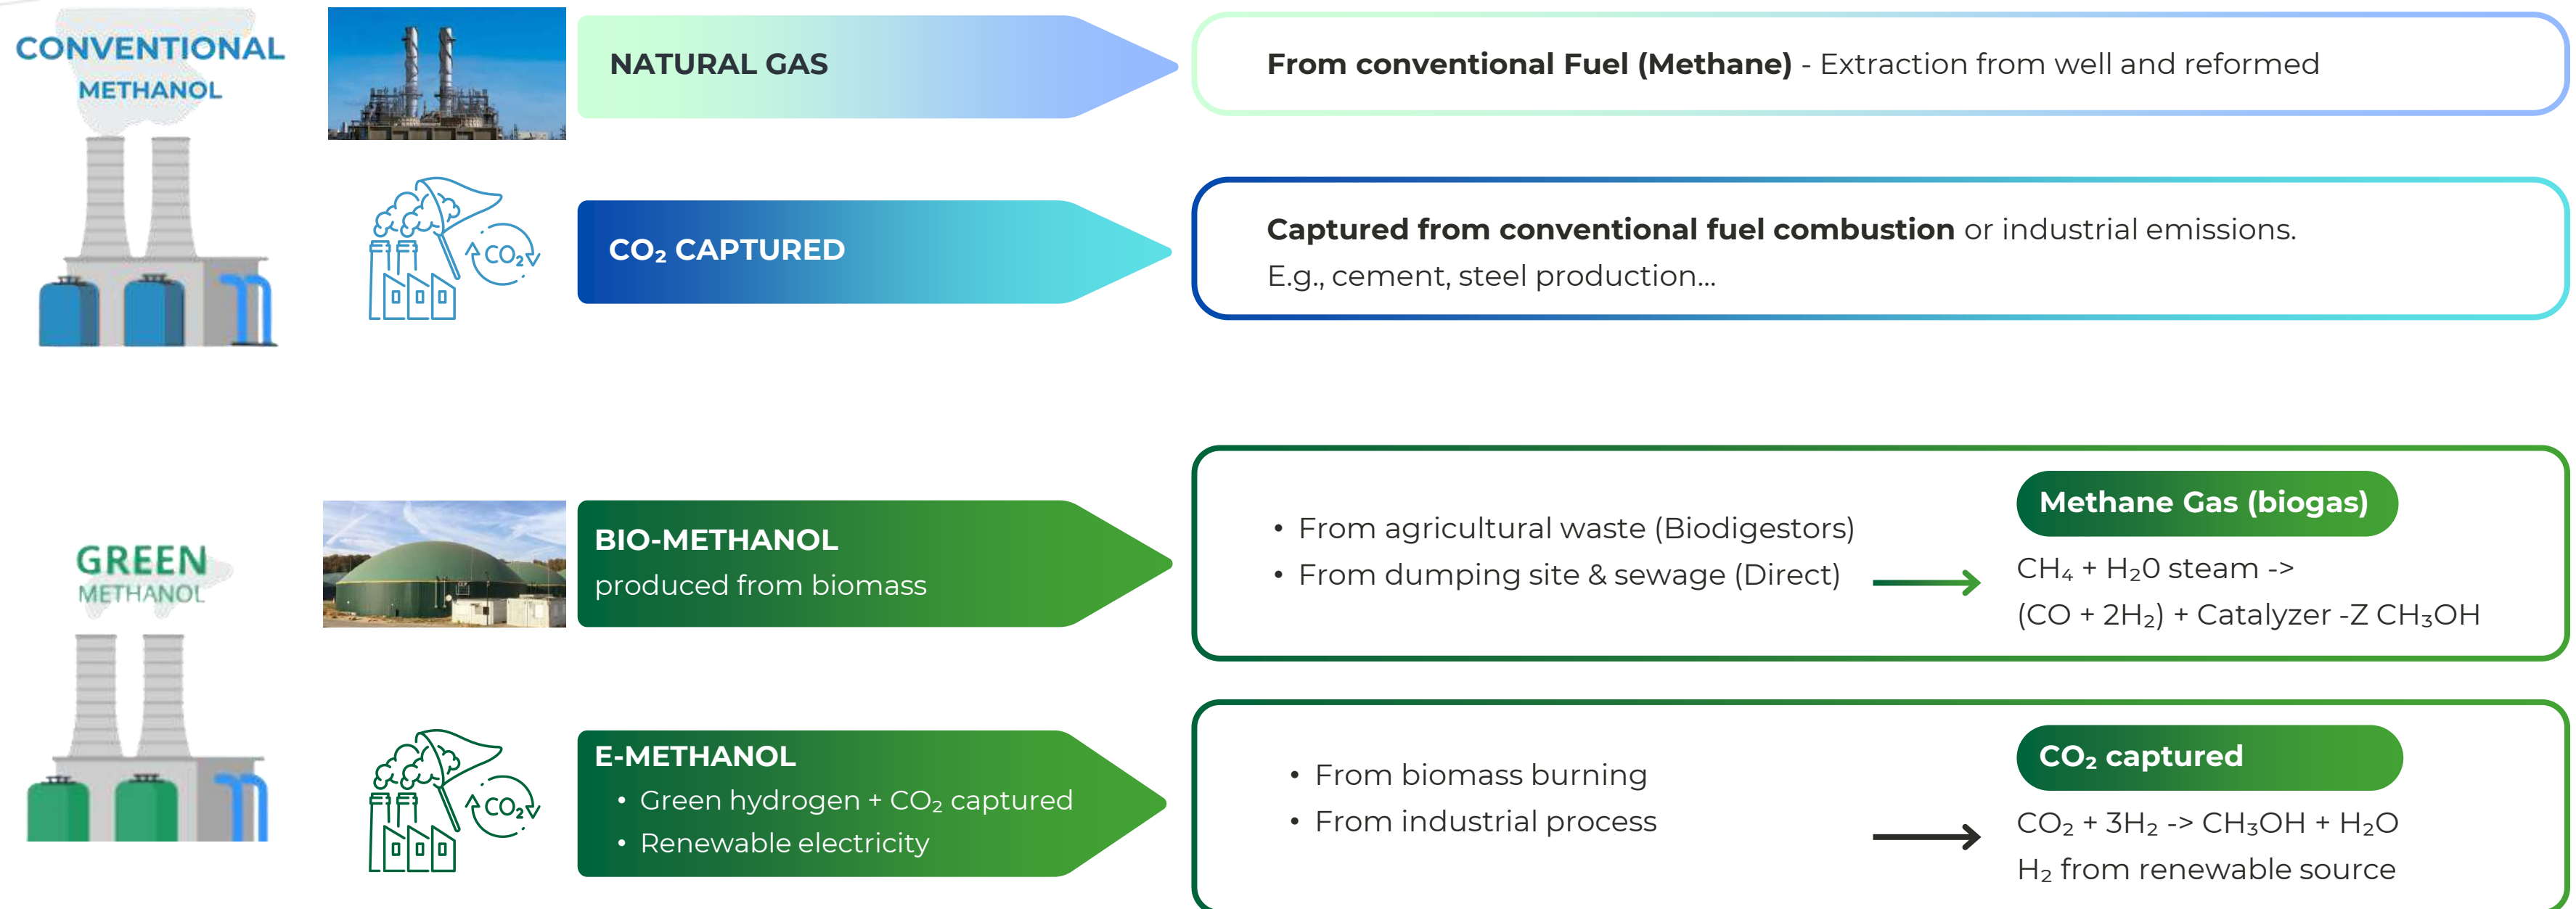 CONVENTIONAL
METHANOL
NATURAL GAS
From conventional Fuel (Methane) - Extraction from well and reformed
CO₂
CO₂ CAPTURED
Captured from conventional fuel combustion or industrial emissions.
E.g., cement, steel production...
GREEN
METHANOL
BIO-METHANOL
produced from biomass
• From agricultural waste (Biodigestors)
• From dumping site & sewage (Direct)
Methane Gas (biogas)
CH₄ + H₂0 steam ->
(CO + 2H₂) + Catalyzer -Z CH₃OH
CO₂
E-METHANOL
• Green hydrogen + CO₂ captured
• Renewable electricity
• From biomass burning
• From industrial process
CO₂ captured
CO₂ + 3H₂ -> CH₃OH + H₂O
H₂ from renewable source